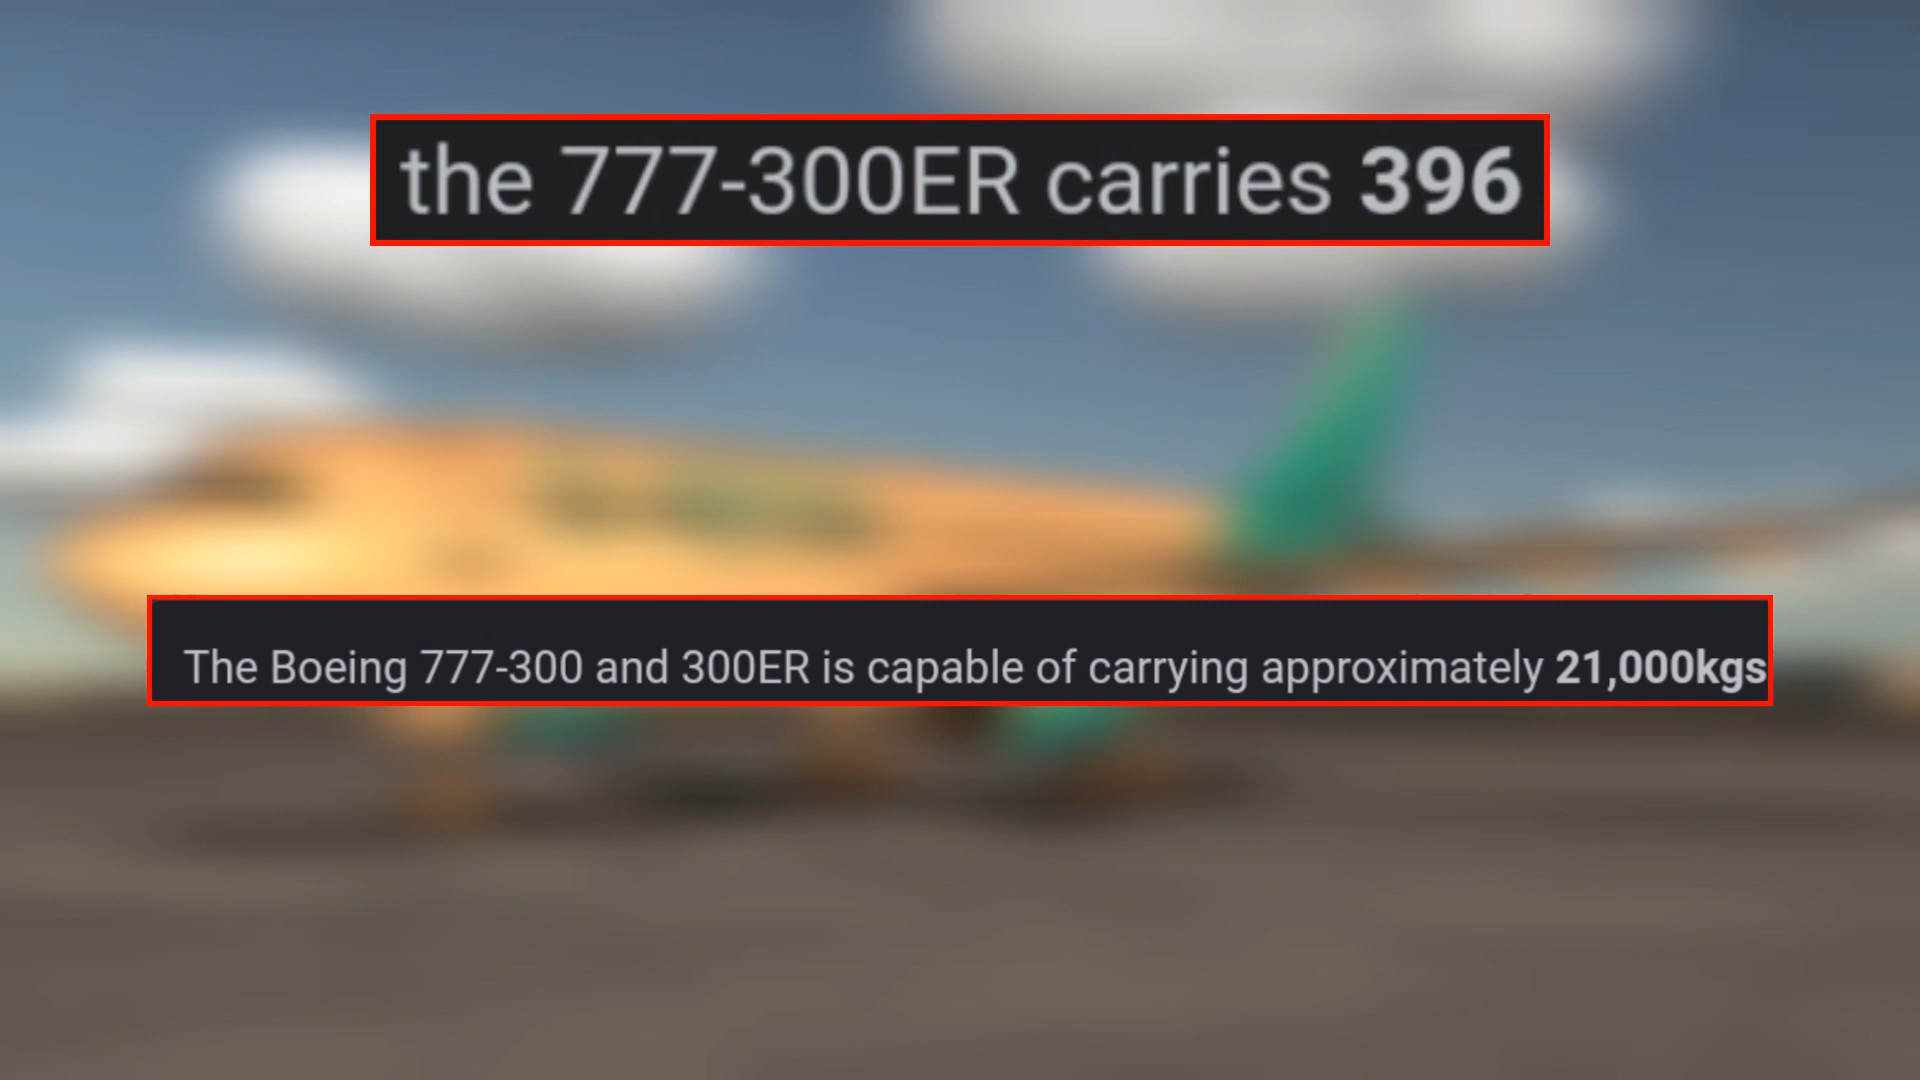 the 777-300ER carries 396
The Boeing 777-300 and 300ER is capable of carrying approximately 21,000kgs